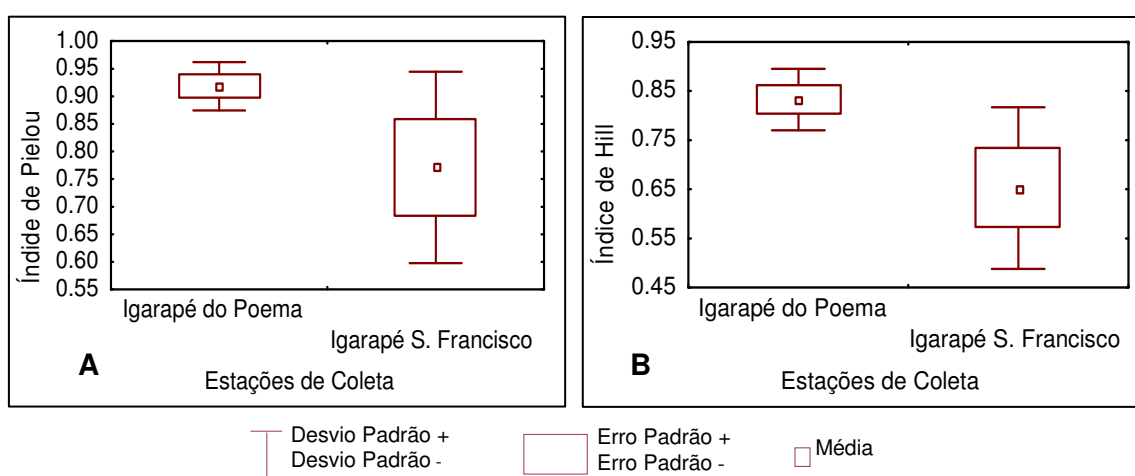 1.00
0.95
0.90
0.85
0.80
0.75
0.70
0.65
0.60
0.55
Índide de Pielou
Igarapé do Poema
Igarapé S. Francisco
A
Estações de Coleta
0.95
0.85
0.75
0.65
0.55
0.45
Índice de Hill
Igarapé do Poema
Igarapé S. Francisco
B
Estações de Coleta
Desvio Padrão +
Desvio Padrão -
Erro Padrão +
Erro Padrão -
Média